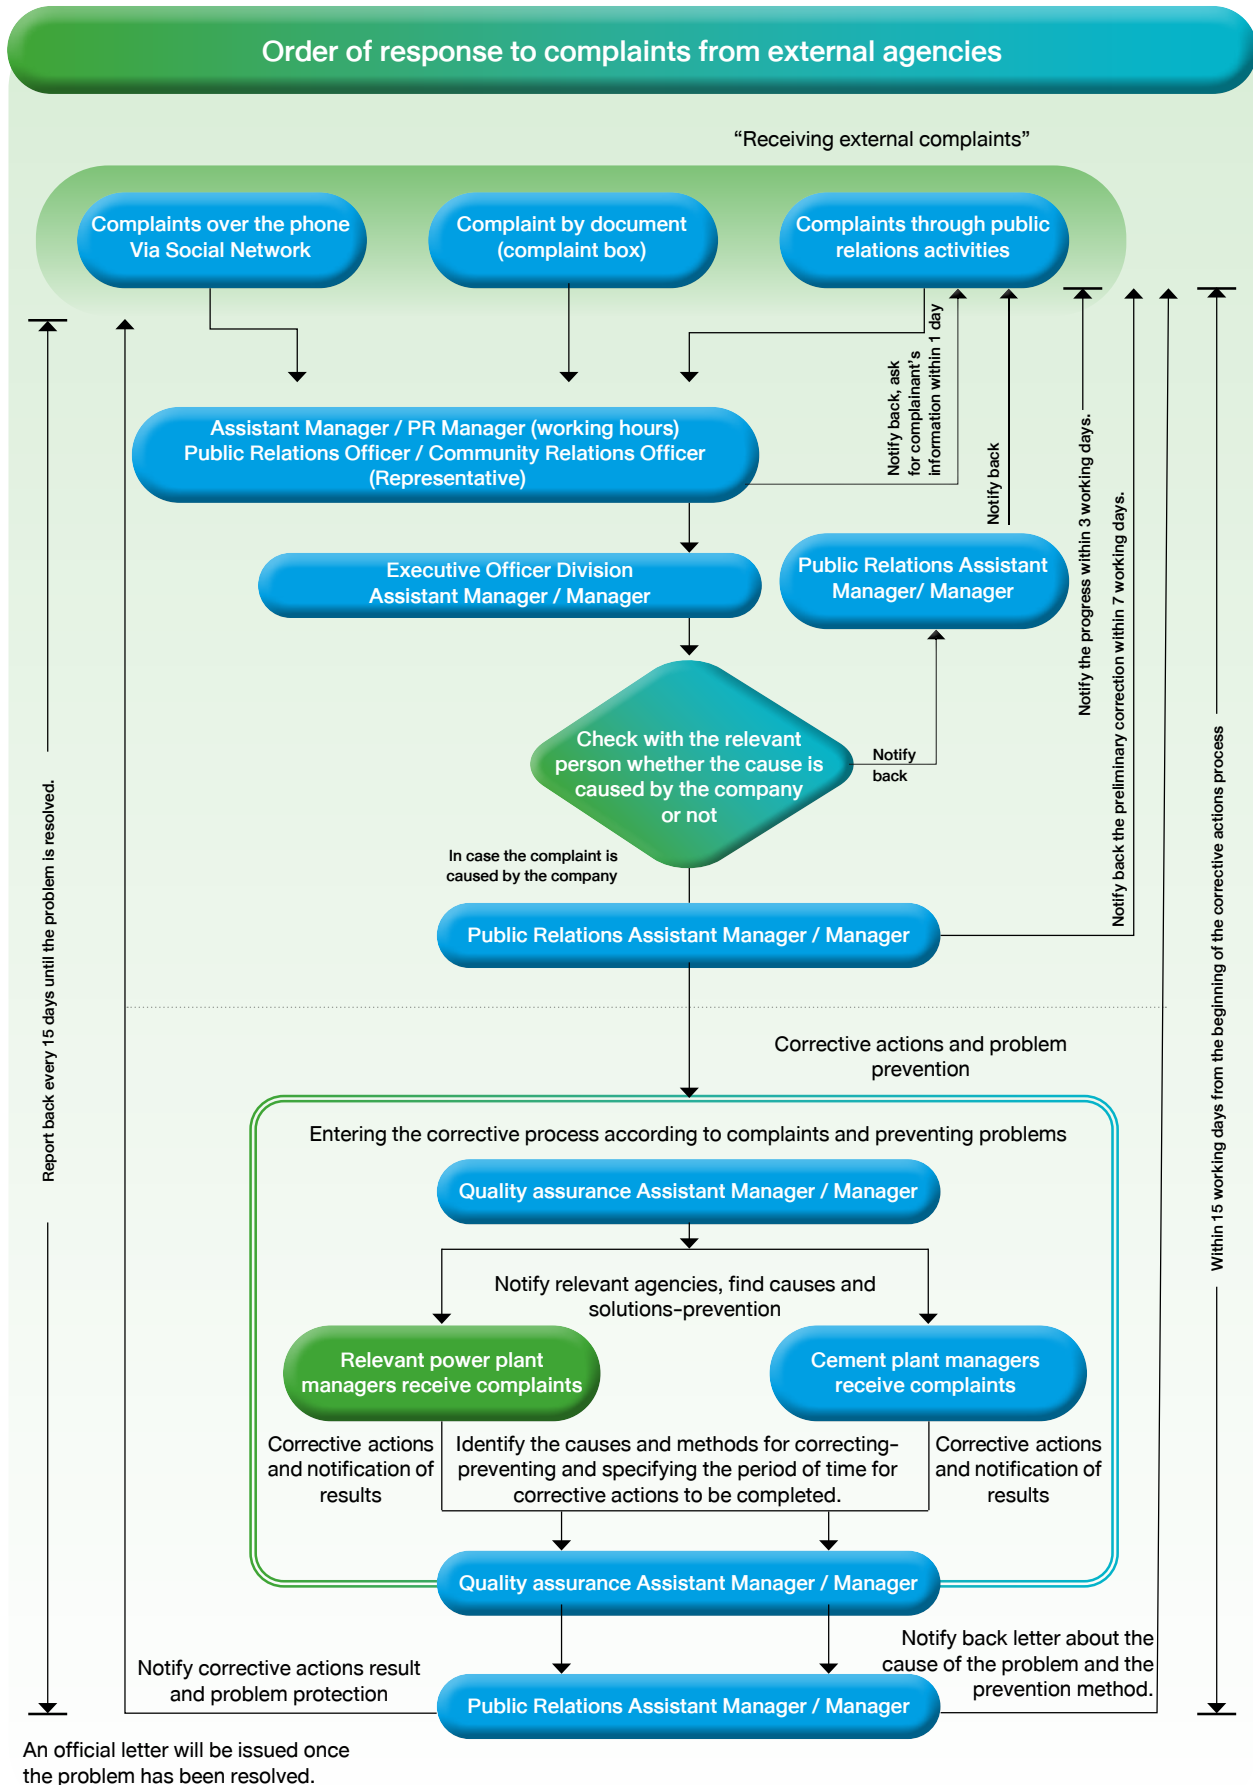 Order of response to complaints from external agencies
“Receiving external complaints”
Complaints over the phone
Via Social Network
Complaint by document
(complaint box)
Complaints through public
relations activities
Notify back, ask
for complainant's
information within 1 day
Notify back
Notify the progress within 3 working days.
Notify back the preliminary correction within 7 working days.
Within 15 working days from the beginning of the corrective actions process
Report back every 15 days until the problem is resolved.
Assistant Manager / PR Manager (working hours)
Public Relations Officer / Community Relations Officer
(Representative)
Executive Officer Division
Assistant Manager / Manager
Public Relations Assistant
Manager/ Manager
Check with the relevant
person whether the cause is
caused by the company
or not
Notify
back
In case the complaint is
caused by the company
Public Relations Assistant Manager / Manager
Corrective actions and problem
prevention
Entering the corrective process according to complaints and preventing problems
Quality assurance Assistant Manager / Manager
Notify relevant agencies, find causes and
solutions-prevention
Relevant power plant
managers receive complaints
Cement plant managers
receive complaints
Corrective actions
and notification of
results
Identify the causes and methods for correcting-
preventing and specifying the period of time for
corrective actions to be completed.
Corrective actions
and notification of
results
Quality assurance Assistant Manager / Manager
Notify corrective actions result
and problem protection
Notify back letter about the
cause of the problem and the
prevention method.
Public Relations Assistant Manager / Manager
An official letter will be issued once
the problem has been resolved.